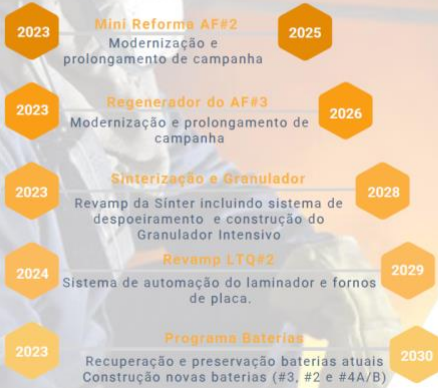 2023
Mini Reforma AF#2
2025
Modernização e
prolongamento de campanha
2023
Regenerador do AF#3
2026
Modernização e prolongamento de
campanha
2023
Sinterização e Granulador
2028
Revamp da Sinter incluindo sistema de
despoeiramento e construção do
Granulador Intensivo
2024
Revamp LTQ#2
2029
Sistema de automação do laminador e fornos
de placa.
2023
Programa Baterias
2030
Recuperação e preservação baterias atuais
Construção novas baterias (#3, #2 e #4A/B)